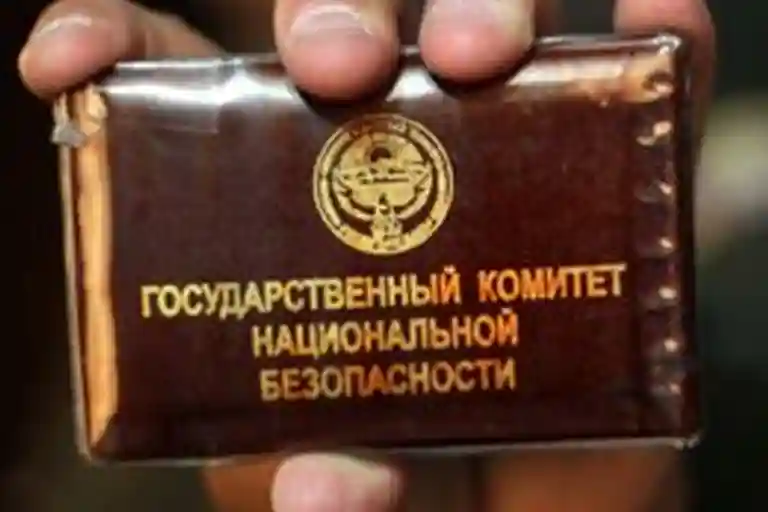 ГОСУДАРСТВЕННЫЙ КОМИТЕТ
НАЦИОНАЛЬНОЙ
БЕЗОПАСНОСТИ